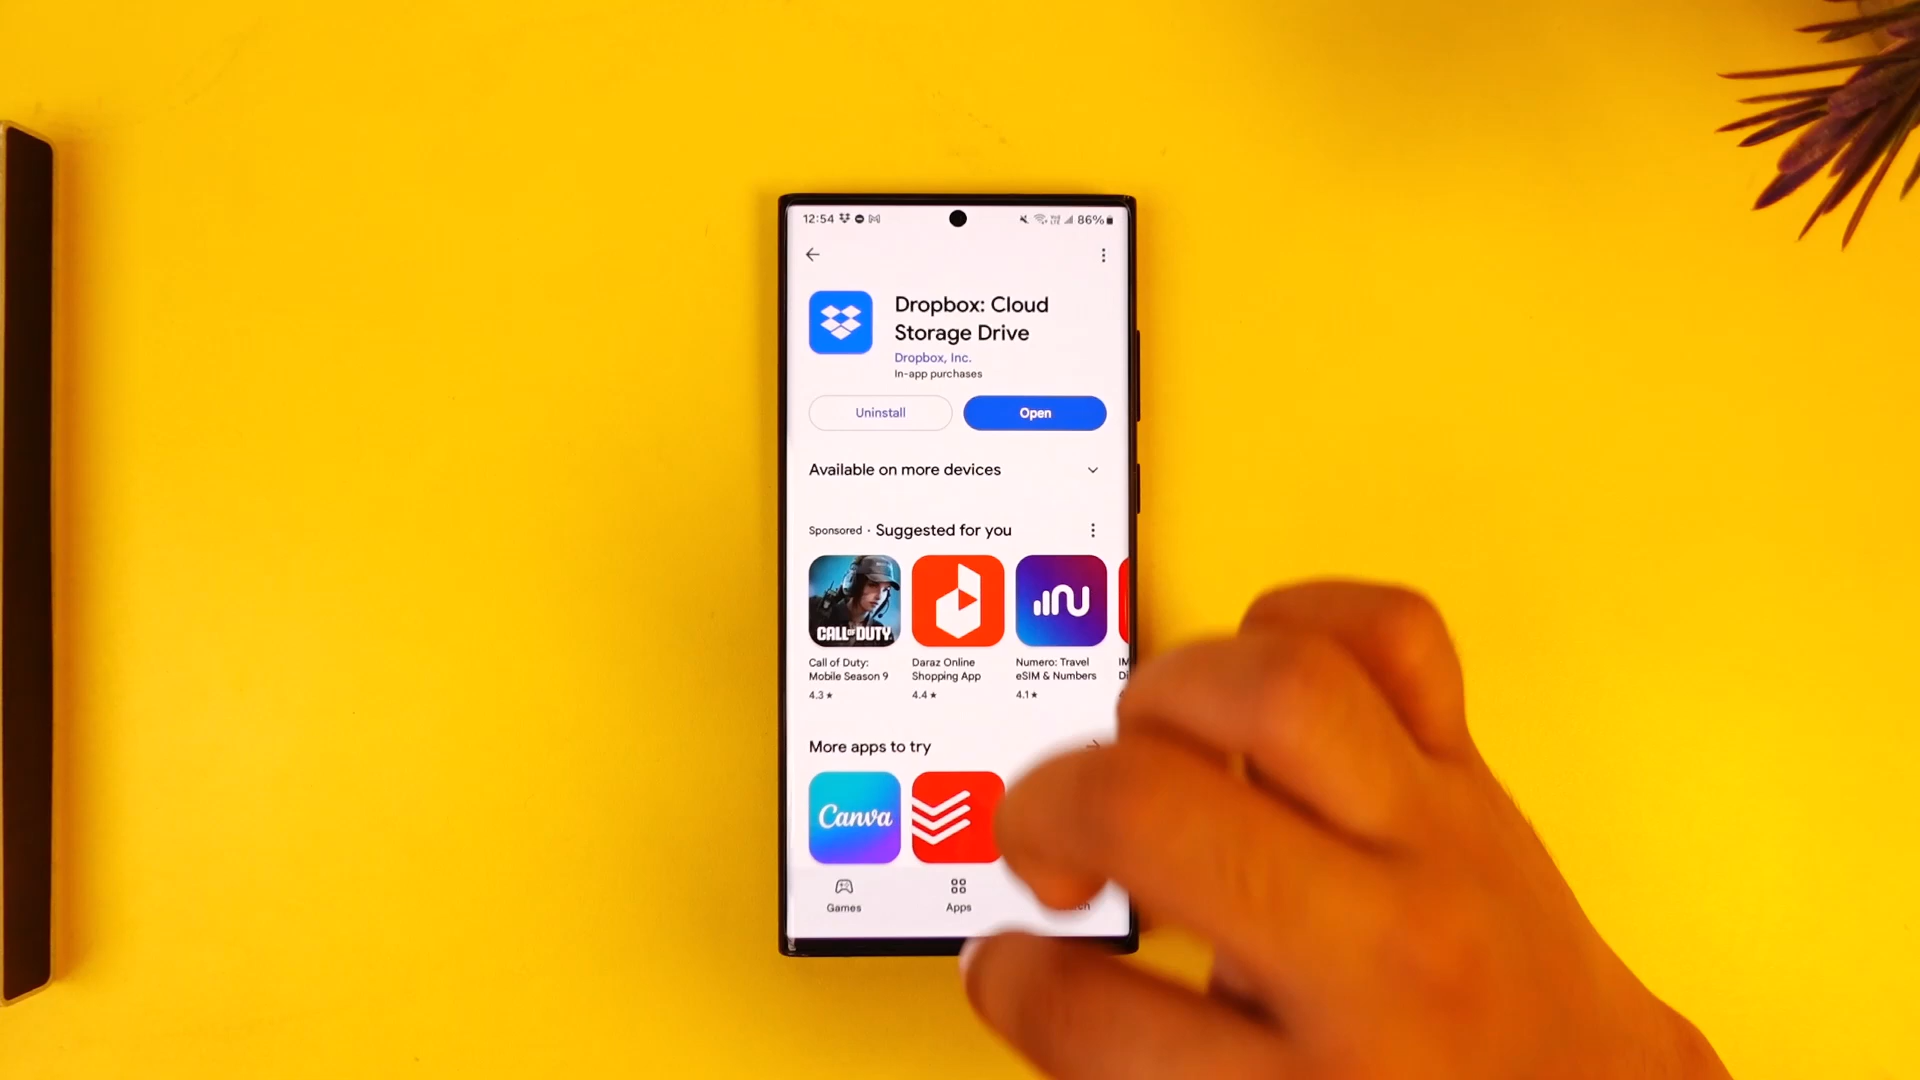 12:54
86%
Dropbox: Cloud
Storage Drive
Dropbox, Inc.
In-app purchases
Uninstall
Open
Available on more devices
Sponsored · Suggested for you
CALL OF DUTY
Call of Duty:
Mobile Season 9
4.3★
Daraz Online
Shopping App
4.4★
Numero: Travel
eSIM & Numbers
4.1★
More apps to try
Canva
Games
Apps